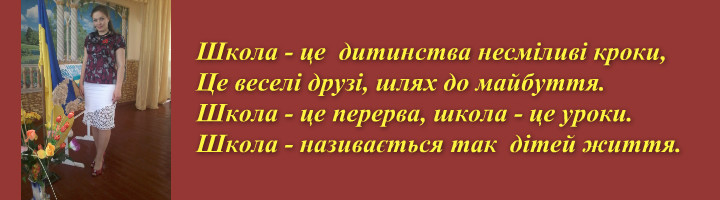 Школа - це дитинства несміливі кроки,
Це веселі друзі, шлях до майбуття.
Школа - це перерва, школа - це уроки.
Школа - називається так дітей життя.